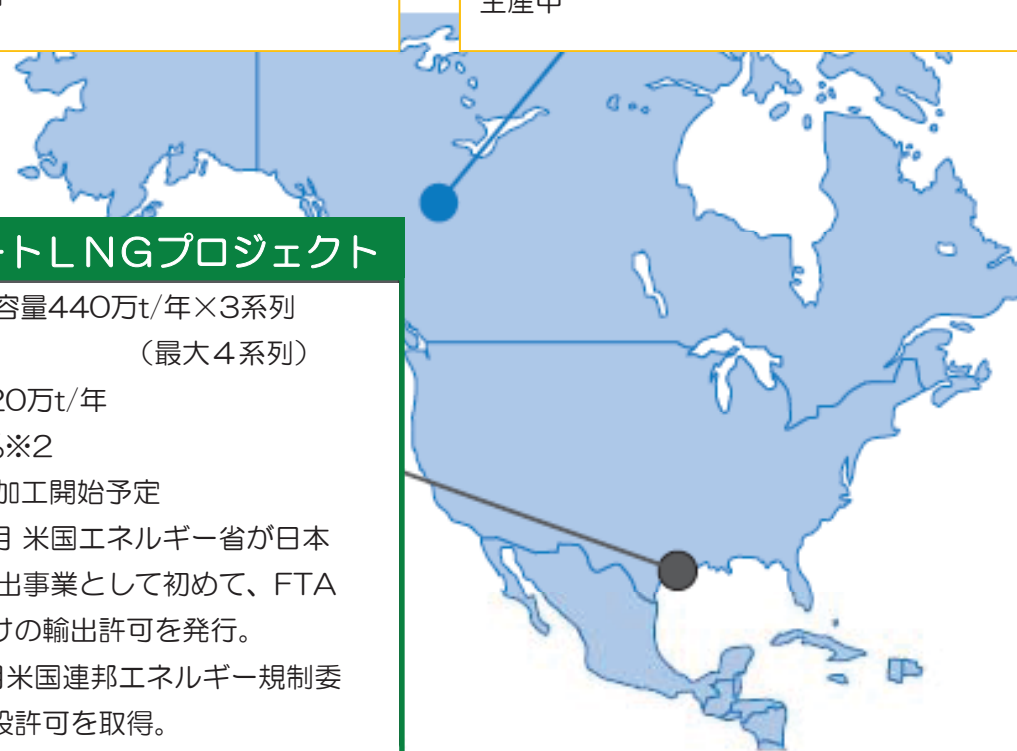 生産中
ートLNGプロジェクト
容量440万t/年×3系列
（最大４系列）
20万t/年
※2
加工開始予定
月 米国エネルギー省が日本
出事業として初めて、FTA
けの輸出許可を発行。
月米国連邦エネルギー規制委
設許可を取得。